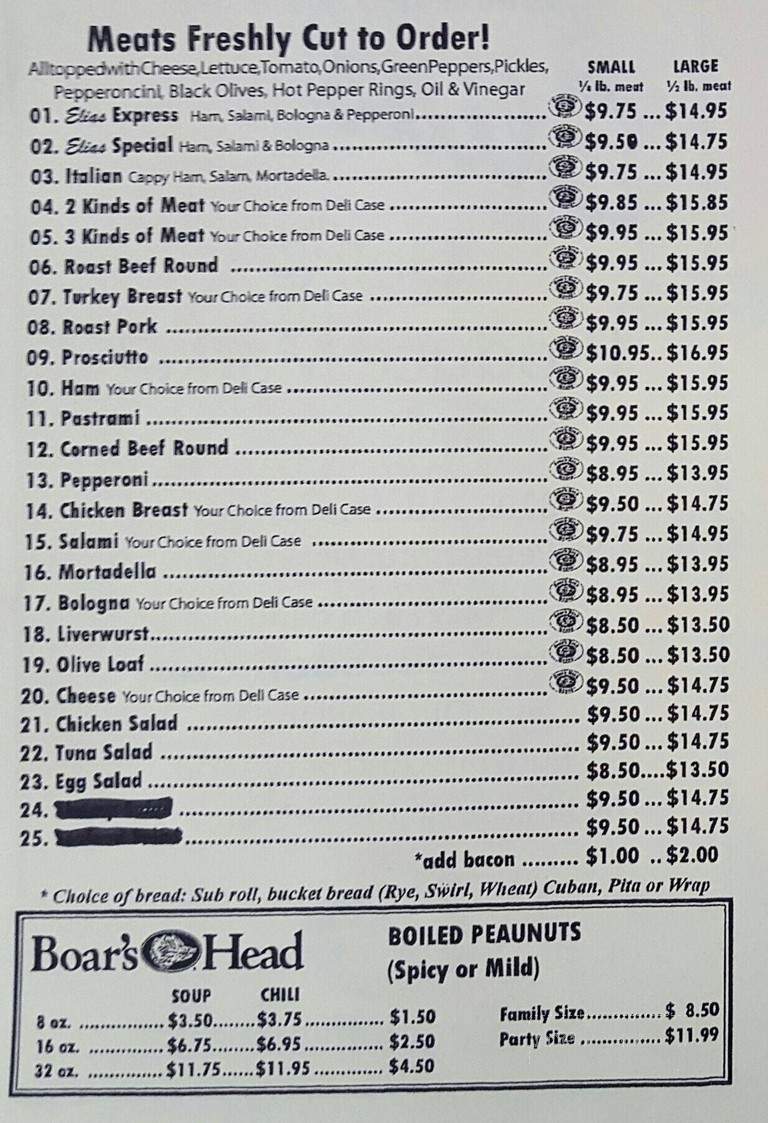 Meats Freshly Cut to Order!
All topped with Cheese, Lettuce, Tomato, Onions, Green Peppers, Pickles, SMALL LARGE
Pepperoncini, Black Olives, Hot Pepper Rings, Oil & Vinegar ¼ lb. meat ½ lb. meat
01. Elias Express Ham, Salami, Bologna & Pepperoni.....................$9.75 ...$14.95
02. Elias Special Ham, Salami & Bologna ..................................$9.50 ...$14.75
03. Italian Cappy Ham, Salam, Mortadella...................................$9.75 ...$14.95
04. 2 Kinds of Meat Your Choice from Deli Case .........................$9.85 ...$15.85
05. 3 Kinds of Meat Your Choice from Deli Case .........................$9.95 ...$15.95
06. Roast Beef Round ..................................................$9.95 ...$15.95
07. Turkey Breast Your Choice from Deli Case ............................$9.75 ...$15.95
08. Roast Pork ............................................................$9.95 ...$15.95
09. Prosciutto .............................................................$10.95.. $16.95
10. Ham Your Choice from Deli Case .........................................$9.95 ...$15.95
11. Pastrami ...............................................................$9.95 ...$15.95
12. Corned Beef Round ..................................................$9.95 ...$15.95
13. Pepperoni..............................................................$8.95 ...$13.95
14. Chicken Breast Your Choice from Deli Case ...........................$9.50 ...$14.75
15. Salami Your Choice from Deli Case .....................................$9.75 ...$14.95
16. Mortadella ............................................................$8.95 ...$13.95
17. Bologna Your Choice from Deli Case ....................................$8.95 ...$13.95
18. Liverwurst..............................................................$8.50 ...$13.50
19. Olive Loaf ..............................................................$8.50 ...$13.50
20. Cheese Your Choice from Deli Case ......................................$9.50 ...$14.75
21. Chicken Salad ............................................................ $9.50 ...$14.75
22. Tuna Salad ............................................................... $9.50 ...$14.75
23. Egg Salad ................................................................ $8.50....$13.50
24. ............................................................ $9.50 ...$14.75
25. ............................................................ $9.50 ...$14.75
*add bacon ......... $1.00 .. $2.00
* Choice of bread: Sub roll, bucket bread (Rye, Swirl, Wheat) Cuban, Pita or Wrap
Boar's Head
BOILED PEAUNUTS
(Spicy or Mild)
SOUP CHILI
8 oz. ................ $3.50........$3.75 ............... $1.50
16 oz. .............. $6.75........$6.95 ............... $2.50
32 oz. .............. $11.75......$11.95 ............. $4.50
Family Size.............. $ 8.50
Party Size ............... $11.99